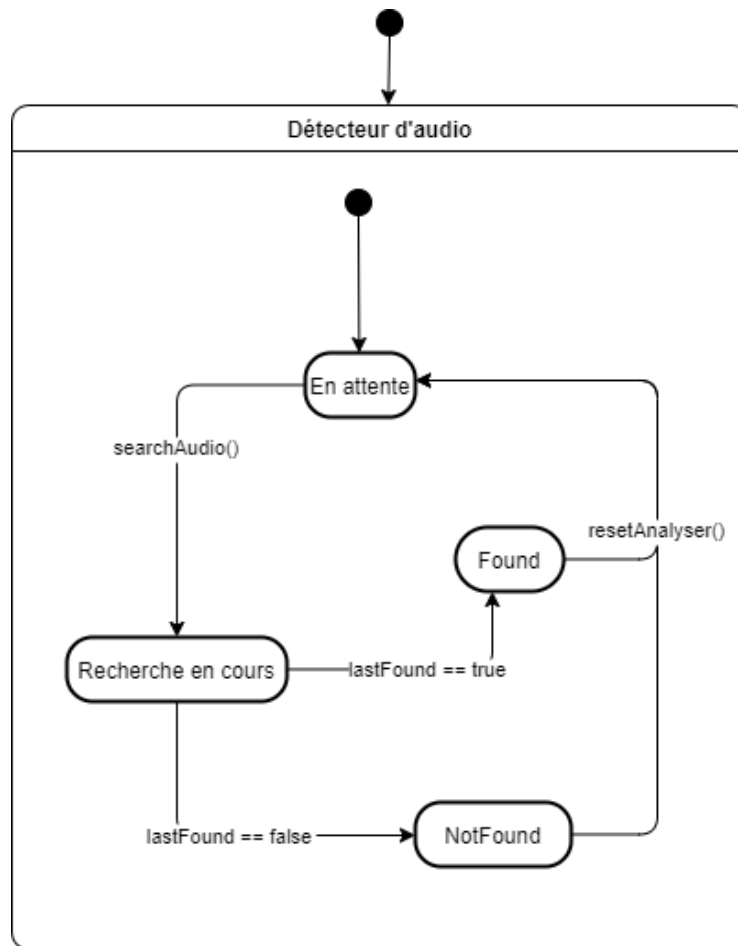 Détecteur d'audio
En attente
searchAudio()
resetAnalyser()
Found
Recherche en cours
lastFound == true
lastFound == false
NotFound